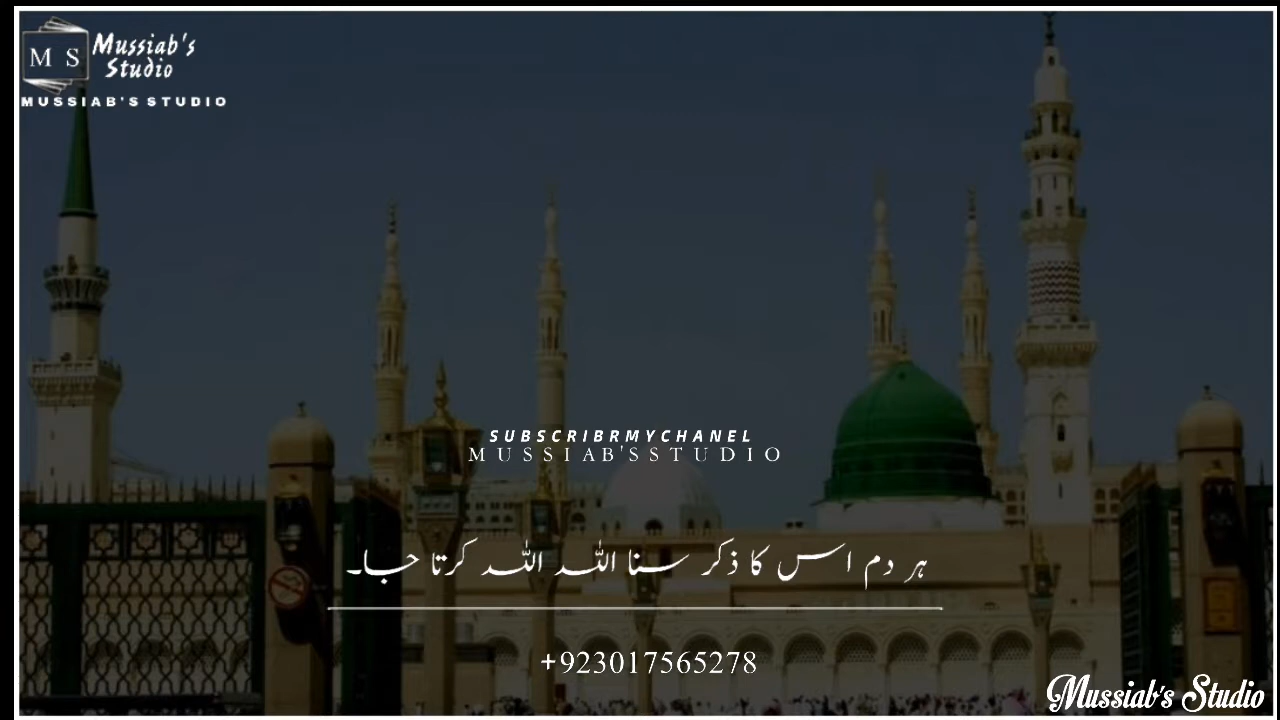 M S
Mussiab's
Studio
MUSSIAB'S STUDIO
SUBSCRIBRMYCHANEL
MUSSIAB'SSTUDIO
ہر دم اس کا ذکر سنا اللہ اللہ کرتا جا۔
+923017565278
Mussiab's Studio